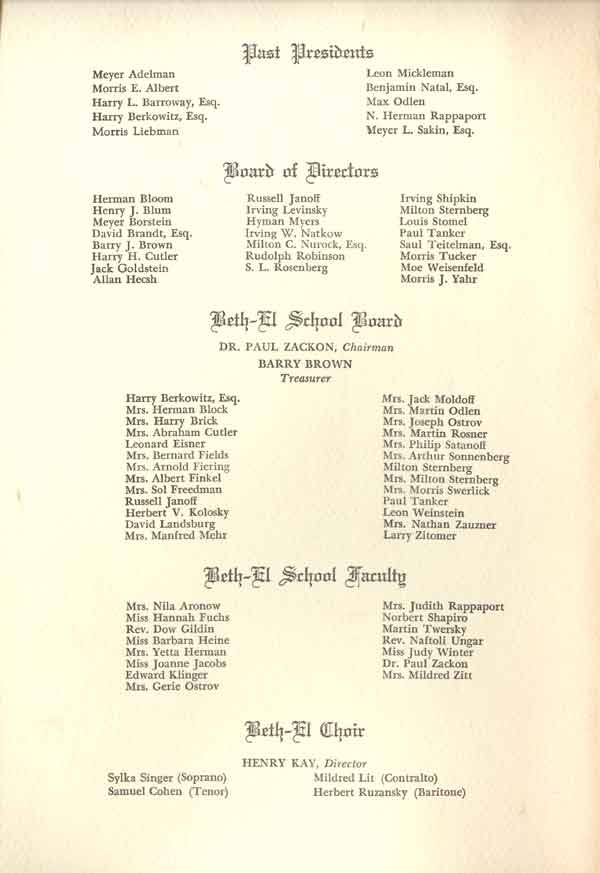 Past Presidents
Meyer Adelman
Morris E. Albert
Harry L. Barroway, Esq.
Harry Berkowitz, Esq.
Morris Liebman
Leon Mickleman
Benjamin Natal, Esq.
Max Odlen
N. Herman Rappaport
Meyer L. Sakin, Esq.
Board of Directors
Herman Bloom
Henry J. Blum
Meyer Borstein
David Brandt, Esq.
Barry J. Brown
Harry H. Cutler
Jack Goldstein
Allan Hecsh
Russell Janoff
Irving Levinsky
Hyman Myers
Irving W. Natkow
Milton C. Nurock, Esq.
Rudolph Robinson
S. L. Rosenberg
Irving Shipkin
Milton Sternberg
Louis Stomel
Paul Tanker
Saul Teitelman, Esq.
Morris Tucker
Moe Weisenfeld
Morris J. Yahr
Beth-El School Board
DR. PAUL ZACKON, Chairman
BARRY BROWN
Treasurer
Harry Berkowitz, Esq.
Mrs. Herman Block
Mrs. Harry Brick
Mrs. Abraham Cutler
Leonard Eisner
Mrs. Bernard Fields
Mrs. Arnold Fiering
Mrs. Albert Finkel
Mrs. Sol Freedman
Russell Janoff
Herbert V. Kolosky
David Landsburg
Mrs. Manfred Mehr
Mrs. Jack Moldoff
Mrs. Martin Odlen
Mrs. Joseph Ostrov
Mrs. Martin Rosner
Mrs. Philip Satanoff
Mrs. Arthur Sonnenberg
Milton Sternberg
Mrs. Milton Sternberg
Mrs. Morris Swerlick
Paul Tanker
Leon Weinstein
Mrs. Nathan Zauzner
Larry Zitomer
Beth-El School Faculty
Mrs. Nila Aronow
Miss Hannah Fuchs
Rev. Dow Gildin
Miss Barbara Heine
Mrs. Yetta Herman
Miss Joanne Jacobs
Edward Klinger
Mrs. Gerie Ostrov
Mrs. Judith Rappaport
Norbert Shapiro
Martin Twersky
Rev. Naftoli Ungar
Miss Judy Winter
Dr. Paul Zackon
Mrs. Mildred Zitt
Beth-El Choir
HENRY KAY, Director
Sylka Singer (Soprano)
Samuel Cohen (Tenor)
Mildred Lit (Contralto)
Herbert Ruzansky (Baritone)